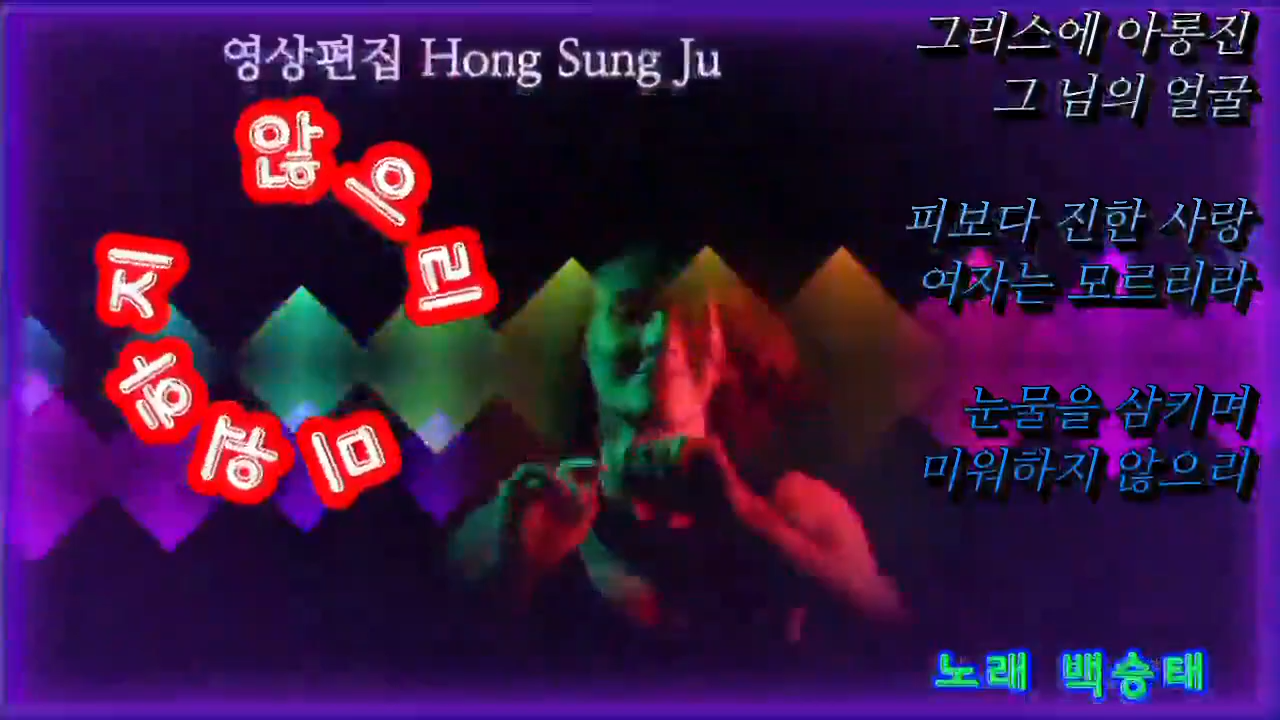 영상편집 Hong Sung Ju
미워하지 않으리
그리스에 아롱진
그 님의 얼굴
피보다 진한 사랑
여자는 모르리라
눈물을 삼키며
미워하지 않으리
노래 백승태